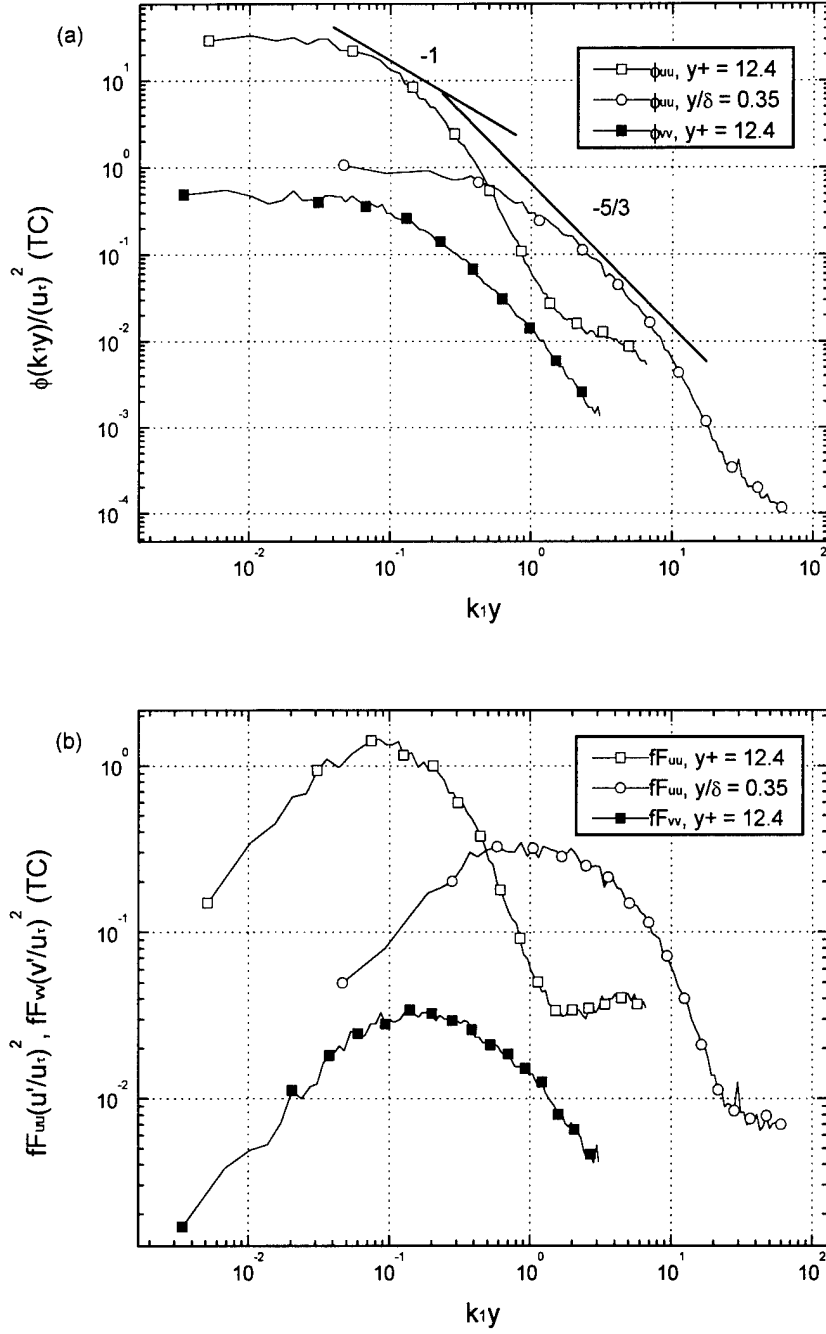 (a)
-1
-5/3
ϕuu, y+ = 12.4
ϕuu, y/δ = 0.35
ϕvv, y+ = 12.4
10^1
10^0
10^-1
10^-2
10^-3
10^-4
ϕ(k₁y)/(uτ)^2 (TC)
10^-2
10^-1
10^0
10^1
10^2
k₁y
(b)
fFuu, y+ = 12.4
fFuu, y/δ = 0.35
fFvv, y+ = 12.4
10^0
10^-1
10^-2
fFuu(u'/uτ)^2, fFvv(v'/uτ)^2 (TC)
10^-2
10^-1
10^0
10^1
10^2
k₁y